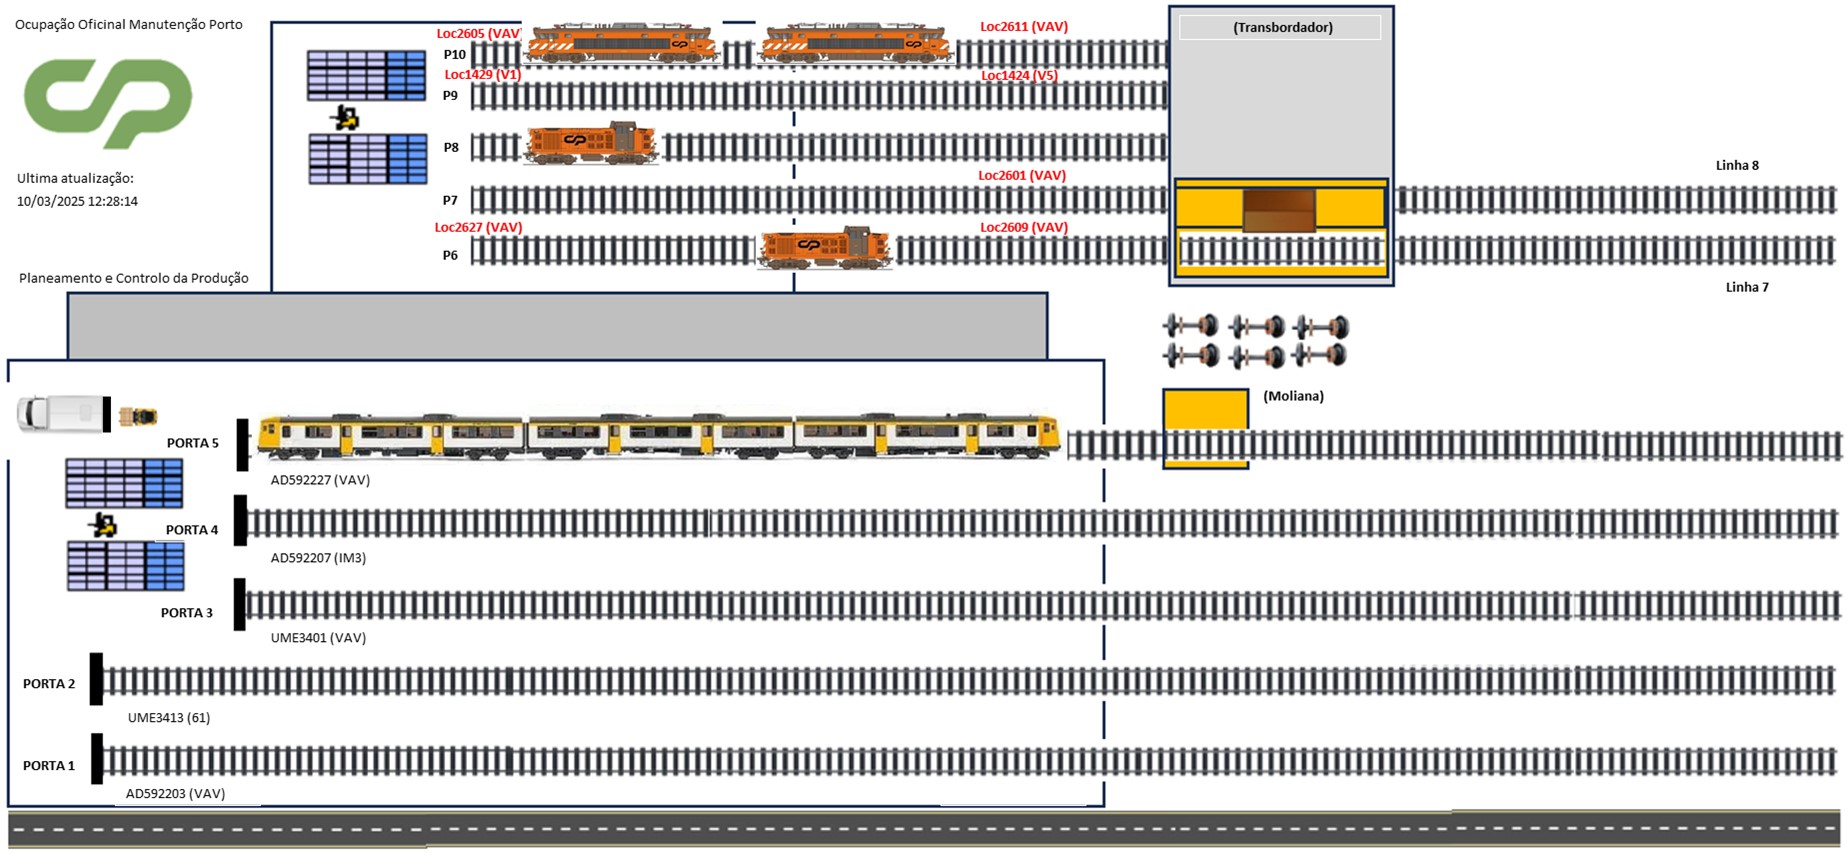 Ocupação Oficinal Manutenção Porto
cp
Ultima atualização:
10/03/2025 12:28:14
Planeamento e Controlo da Produção
Loc2605 (VAV)
Loc2611 (VAV)
P10
Loc1429 (V1)
Loc1424 (V5)
P9
P8
Loc2601 (VAV)
P7
Loc2627 (VAV)
Loc2609 (VAV)
P6
(Transbordador)
Linha 8
Linha 7
(Moliana)
PORTA 5
AD592227 (VAV)
PORTA 4
AD592207 (IM3)
PORTA 3
UME3401 (VAV)
PORTA 2
UME3413 (61)
PORTA 1
AD592203 (VAV)